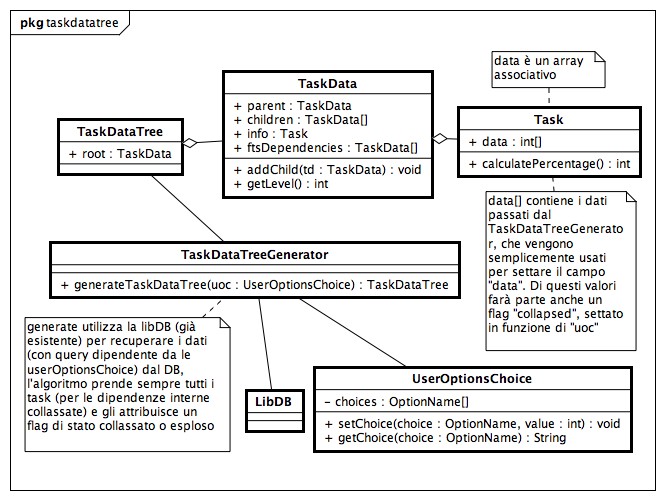 pkg taskdatatree
data è un array
associativo
TaskData
+ parent : TaskData
+ children : TaskData[]
+ info : Task
+ ftsDependencies : TaskData[]
+ addChild(td : TaskData) : void
+ getLevel() : int
TaskDataTree
+ root : TaskData
Task
+ data : int[]
+ calculatePercentage() : int
data[] contiene i dati
passati dal
TaskDataTreeGenerato
r, che vengono
semplicemente usati
per settare il campo
"data". Di questi valori
farà parte anche un
flag "collapsed", settato
in funzione di "uoc"
TaskDataTreeGenerator
+ generateTaskDataTree(uoc : UserOptionsChoice) : TaskDataTree
generate utilizza la libDB (già
esistente) per recuperare i dati
(con query dipendente da le
userOptionsChoice) dal DB,
l'algoritmo prende sempre tutti i
task (per le dipendenze interne
collassate) e gli attribuisce un
flag di stato collassato o esploso
LibDB
UserOptionsChoice
– choices : OptionName[]
+ setChoice(choice : OptionName, value : int) : void
+ getChoice(choice : OptionName) : String